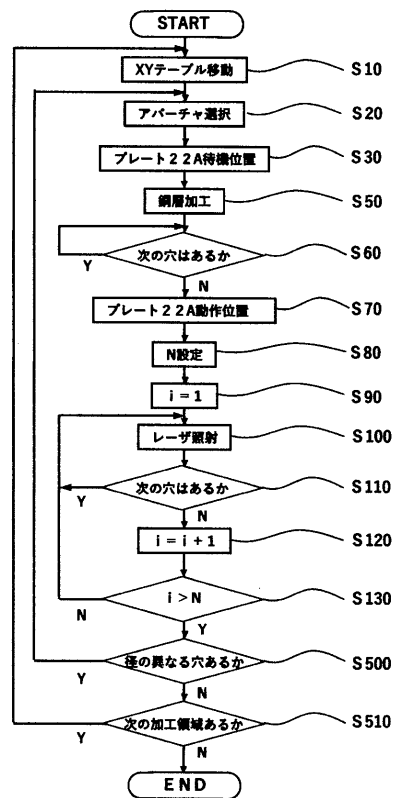 START
XYテーブル移動
S10
アパーチャ選択
S20
プレート22A待機位置
S30
銅層加工
S50
次の穴はあるか
S60
Y
N
プレート22A動作位置
S70
N設定
S80
i = 1
S90
レーザ照射
S100
次の穴はあるか
S110
Y
N
i = i + 1
S120
i > N
S130
N
Y
径の異なる穴あるか
S500
Y
N
次の加工領域あるか
S510
Y
N
END